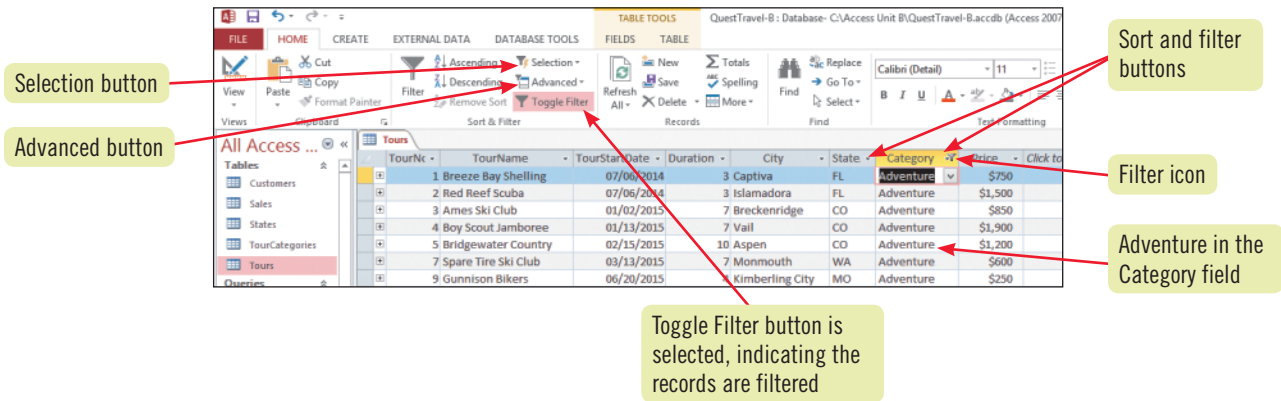 TABLE TOOLS
QuestTravel-B : Database- C:\Access Unit B\QuestTravel-B.accdb (Access 2007
FILE HOME CREATE EXTERNAL DATA DATABASE TOOLS FIELDS TABLE
Selection button
Advanced button
Sort and filter
buttons
View
Views
Paste
Cut
Copy
Format Painter
Clipboard
Filter
Ascending
Descending
Remove Sort
Selection
Advanced
Toggle Filter
Sort & Filter
Refresh
All
New
Save
Delete
Totals
Spelling
More
Records
Find
Replace
Go To
Select
Find
Calibri (Detail) 11
B I U A
Text Formatting
All Access ...
Tables
Customers
Sales
States
TourCategories
Tours
Queries
Tours
TourNo TourName TourStartDate Duration City State Category Price Click to
1 Breeze Bay Shelling 07/06/2014 3 Captiva FL Adventure $750
2 Red Reef Scuba 07/06/2014 3 Islamadora FL Adventure $1,500
3 Ames Ski Club 01/02/2015 7 Breckenridge CO Adventure $850
4 Boy Scout Jamboree 01/13/2015 7 Vail CO Adventure $1,900
5 Bridgewater Country 02/15/2015 10 Aspen CO Adventure $1,200
7 Spare Tire Ski Club 03/13/2015 7 Monmouth WA Adventure $600
9 Gunnison Bikers 06/20/2015 Kimberling City MO Adventure $250
Filter icon
Adventure in the
Category field
Toggle Filter button is
selected, indicating the
records are filtered